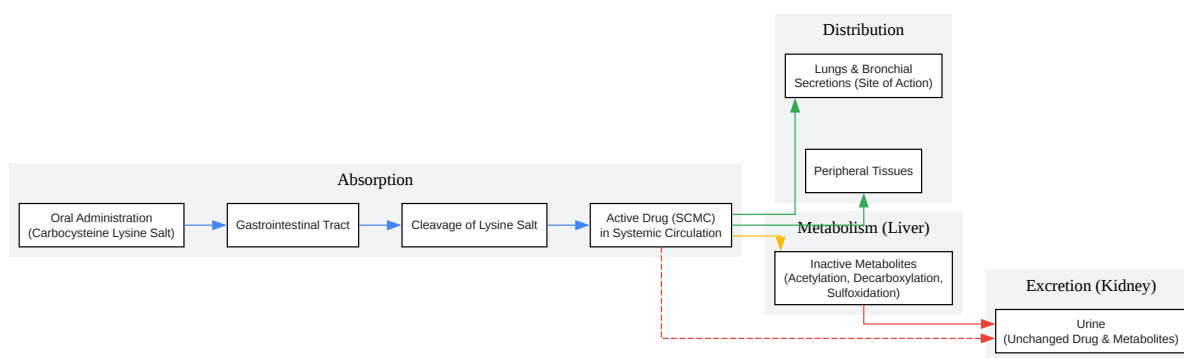 Distribution
Lungs & Bronchial
Secretions (Site of Action)
Peripheral Tissues
Absorption
Oral Administration
(Carbocysteine Lysine Salt)
Gastrointestinal Tract
Cleavage of Lysine Salt
Active Drug (SCMC)
in Systemic Circulation
Metabolism (Liver)
Inactive Metabolites
(Acetylation, Decarboxylation,
Sulfoxidation)
Excretion (Kidney)
Urine
(Unchanged Drug & Metabolites)